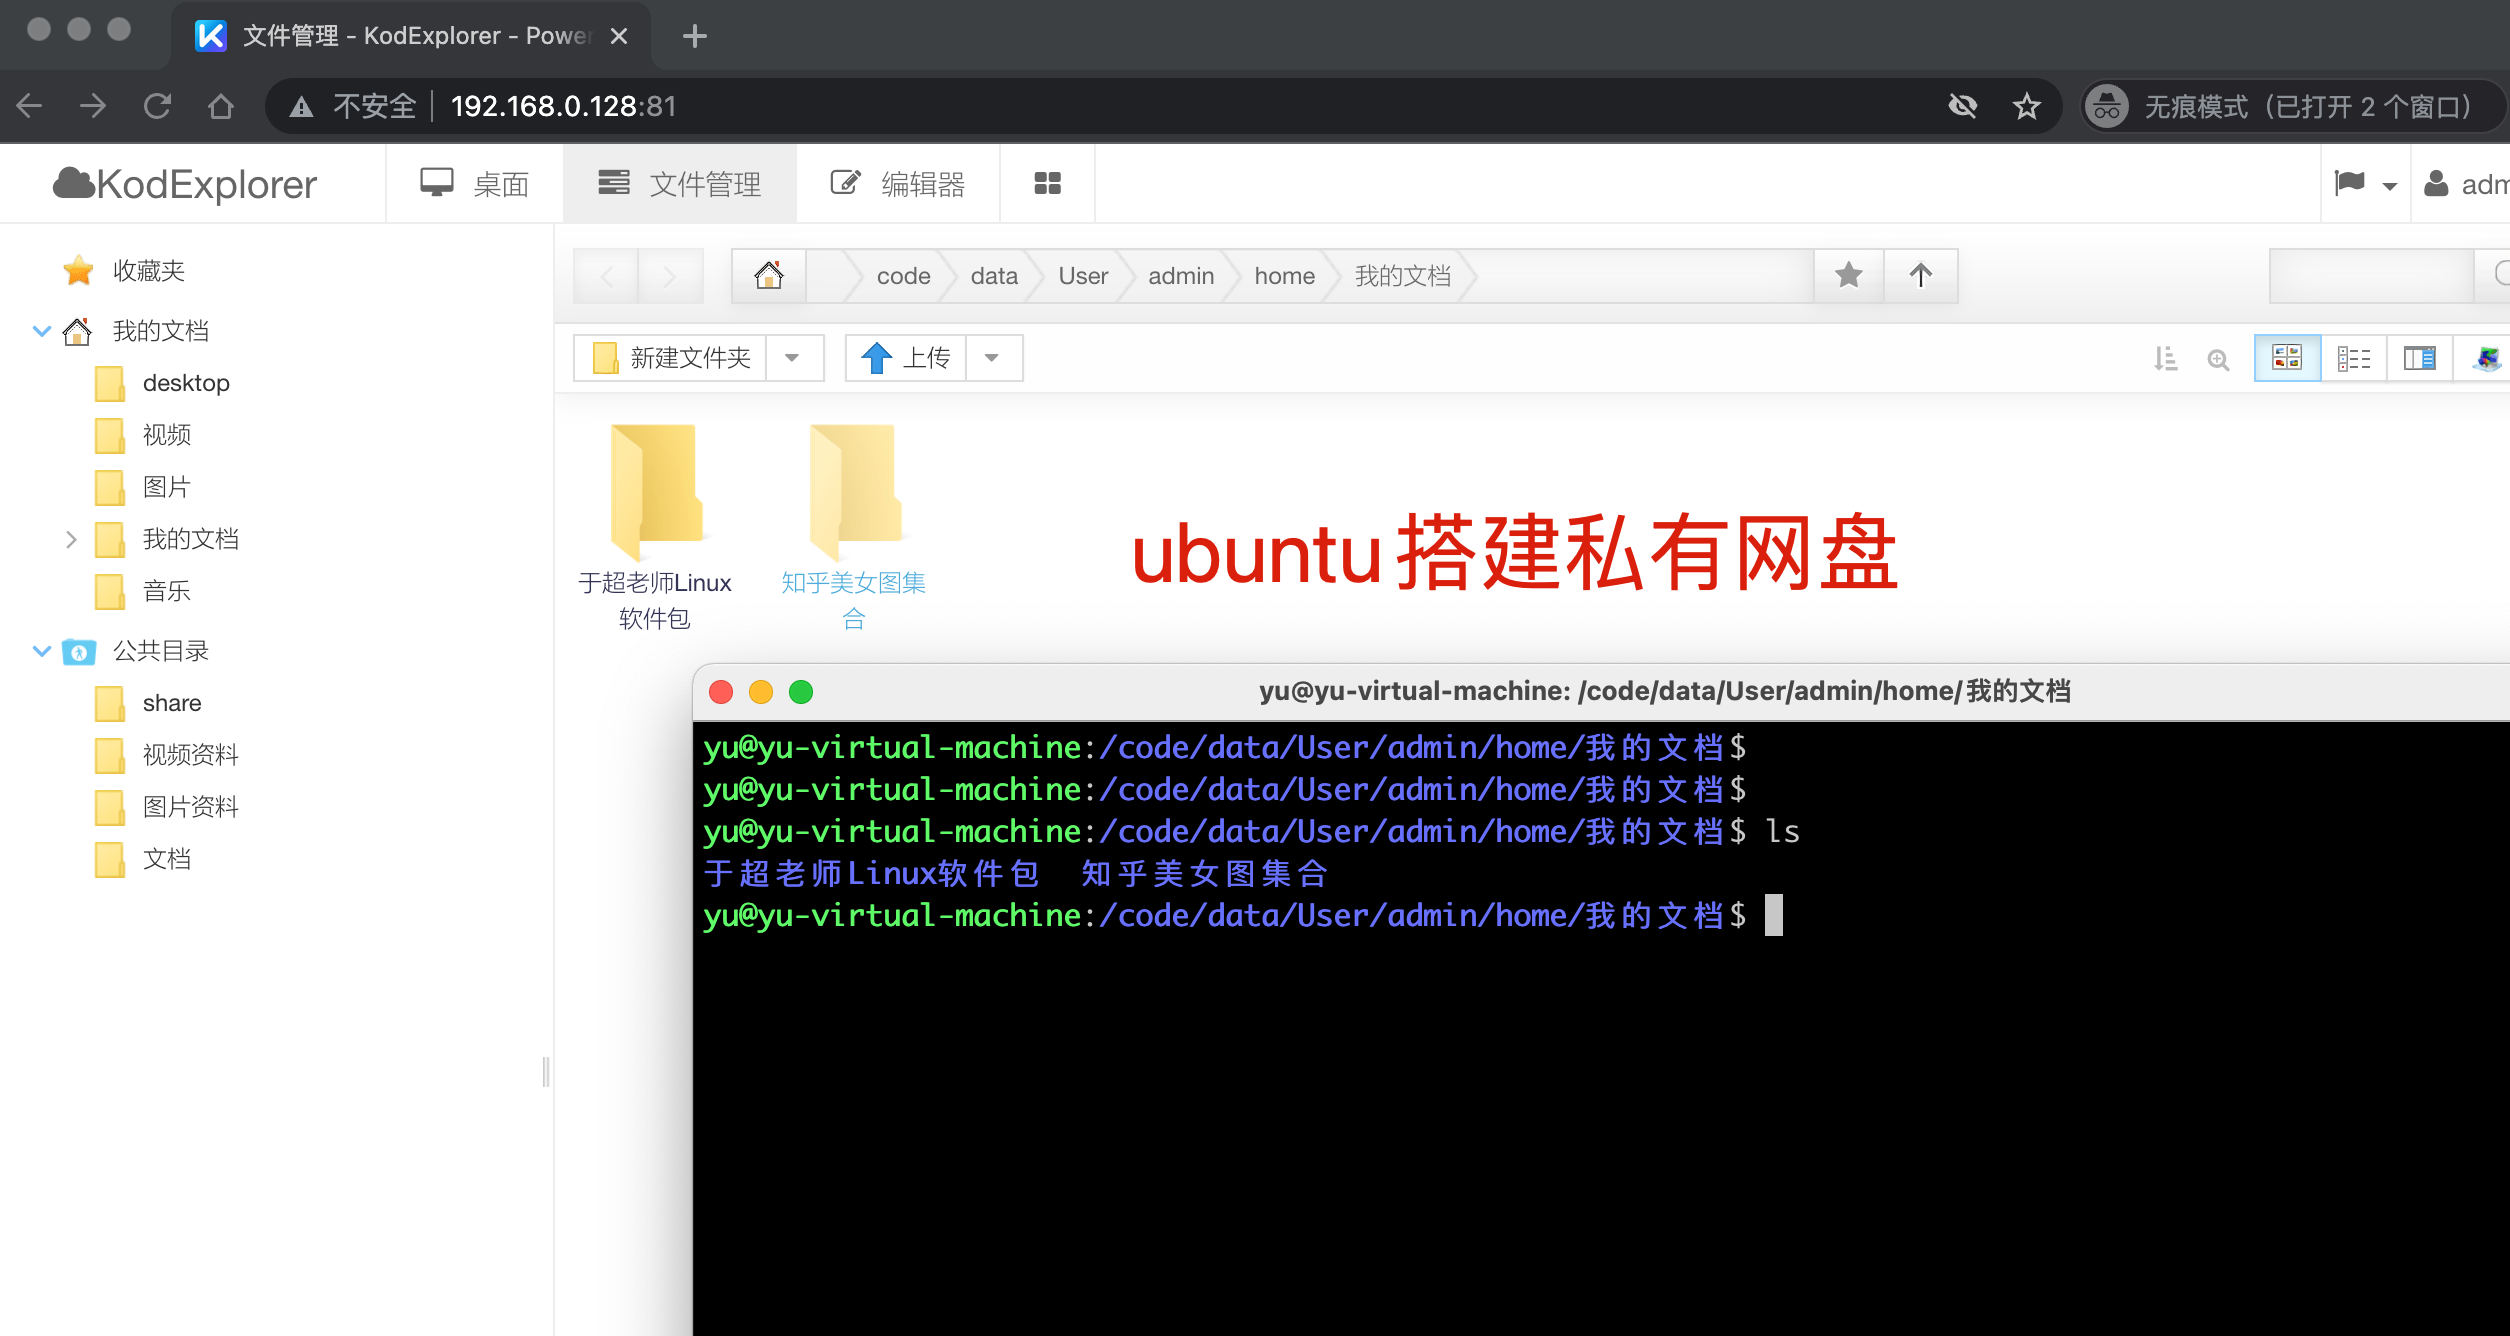 文件管理 - KodExplorer - Power
不安全 192.168.0.128:81
无痕模式（已打开 2 个窗口）
KodExplorer
桌面
文件管理
编辑器
adm
收藏夹
我的文档
desktop
视频
图片
我的文档
音乐
公共目录
share
视频资料
图片资料
文档
code data User admin home 我的文档
新建文件夹
上传
于超老师Linux
软件包
知乎美女图集
合
ubuntu搭建私有网盘
yu@yu-virtual-machine: /code/data/User/admin/home/我的文档
yu@yu-virtual-machine:/code/data/User/admin/home/我的文档$
yu@yu-virtual-machine:/code/data/User/admin/home/我的文档$
yu@yu-virtual-machine:/code/data/User/admin/home/我的文档$ ls
于超老师Linux软件包 知乎美女图集合
yu@yu-virtual-machine:/code/data/User/admin/home/我的文档$